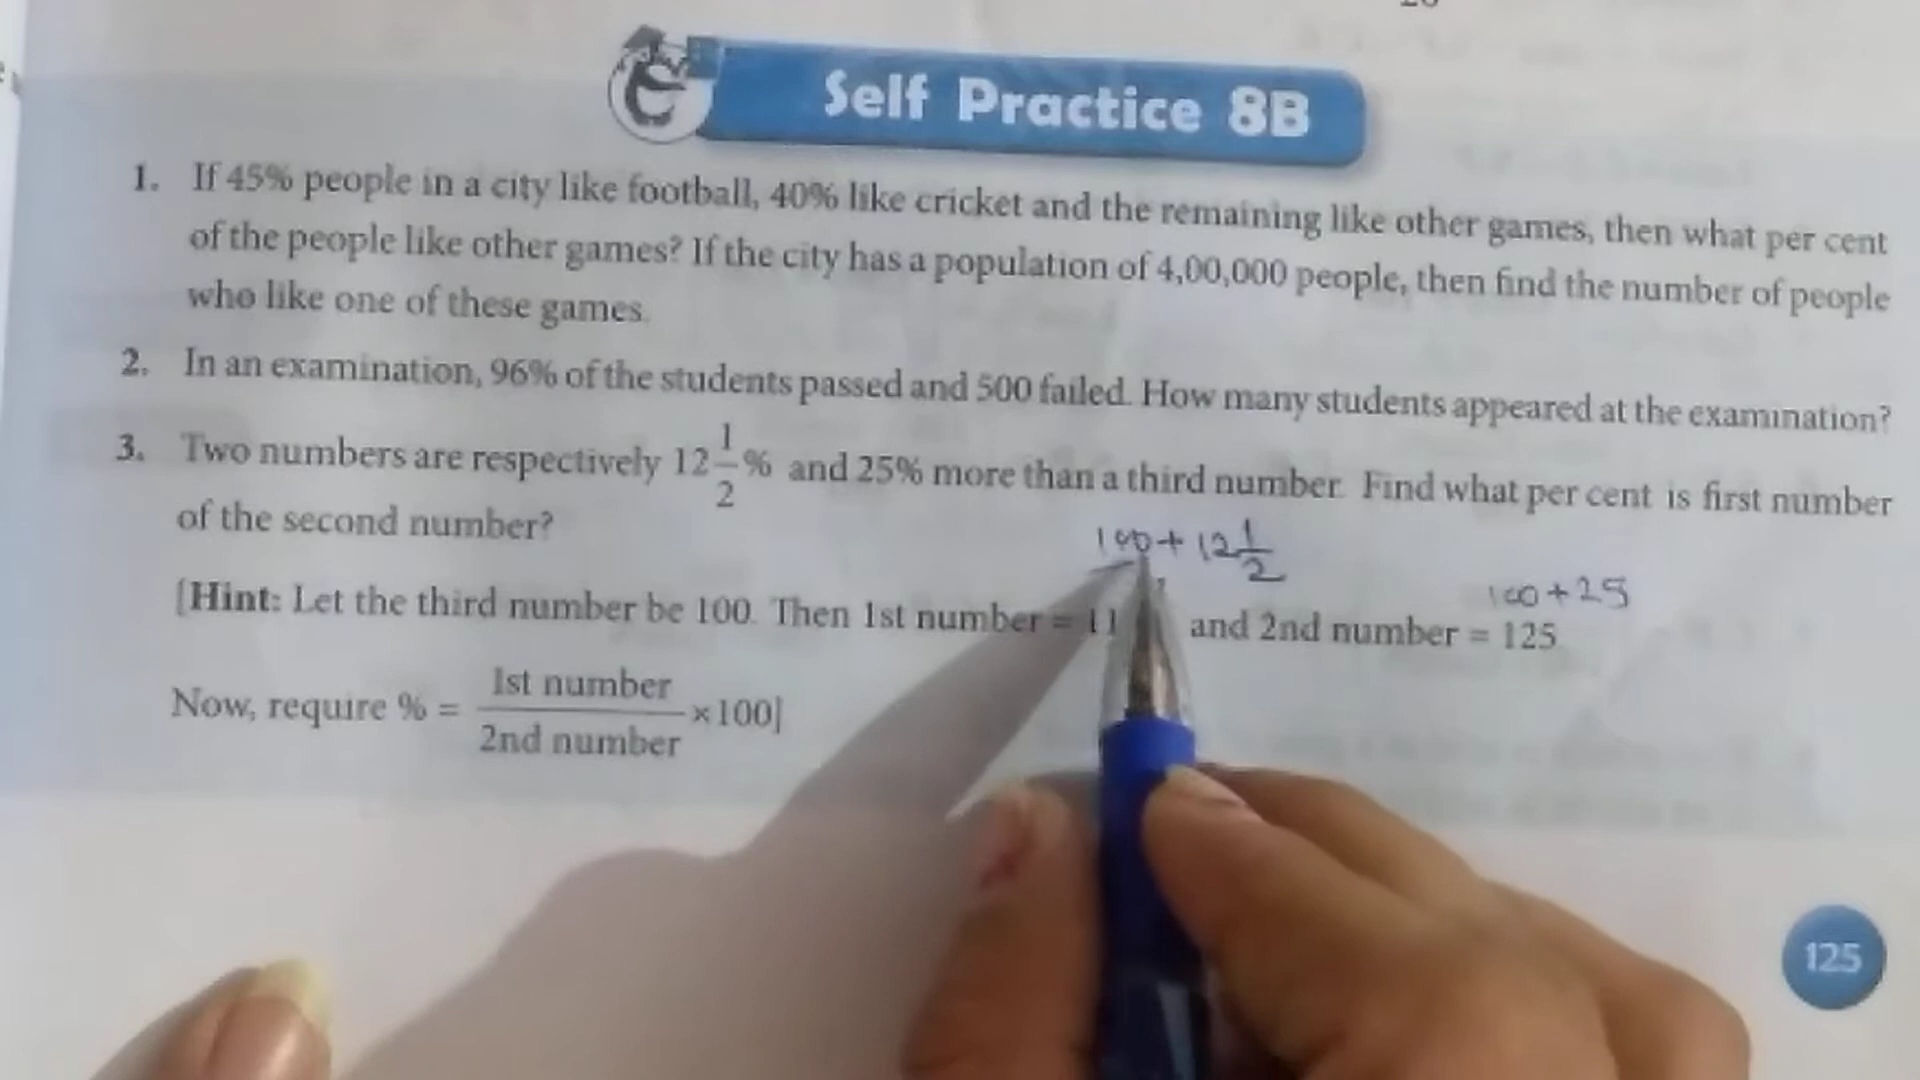 Self Practice 8B
1. If 45% people in a city like football, 40% like cricket and the remaining like other games, then what per cent
of the people like other games? If the city has a population of 4,00,000 people, then find the number of people
who like one of these games.
2. In an examination, 96% of the students passed and 500 failed. How many students appeared at the examination?
3. Two numbers are respectively 12 1/2 % and 25% more than a third number. Find what per cent is first number
of the second number?
100 + 12 1/2
100 + 25
[Hint: Let the third number be 100. Then 1st number = 11 and 2nd number = 125.
Now, require % = 1st number / 2nd number × 100]
125